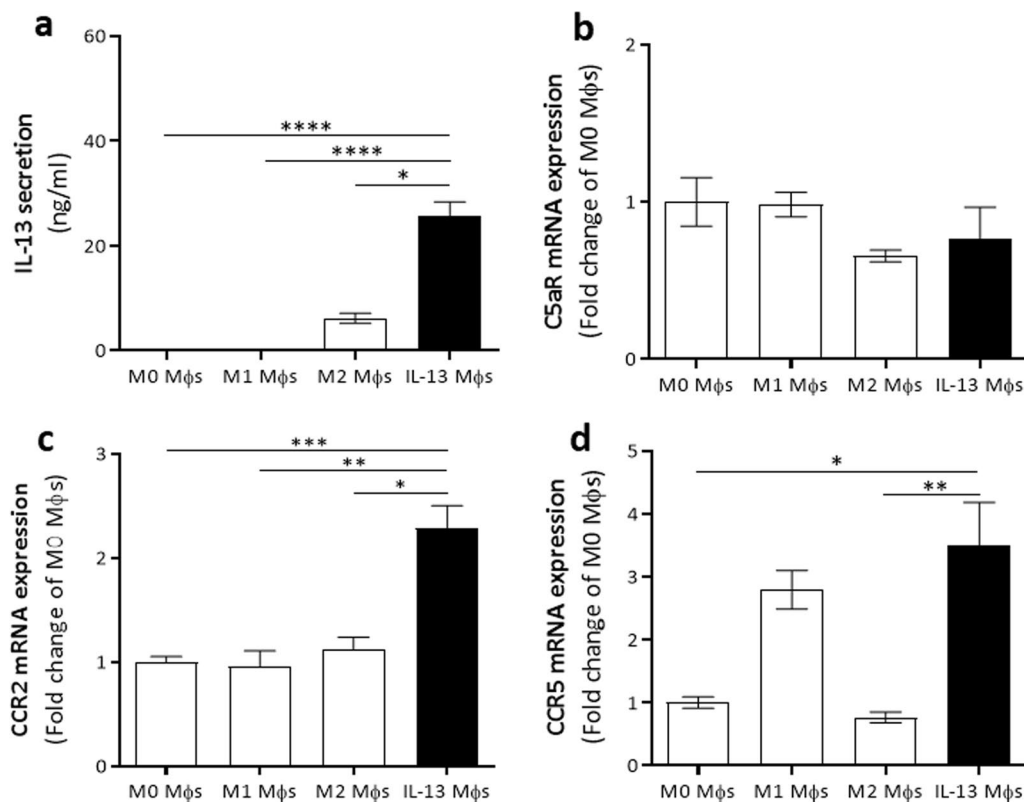 a
IL-13 secretion
(ng/ml)
60
40
20
0
****
****
*
M0 Mϕs M1 Mϕs M2 Mϕs IL-13 Mϕs
b
C5aR mRNA expression
(Fold change of M0 Mϕs)
2
1
0
M0 Mϕs M1 Mϕs M2 Mϕs IL-13 Mϕs
c
CCR2 mRNA expression
(Fold change of M0 Mϕs)
3
2
1
0
***
**
*
M0 Mϕs M1 Mϕs M2 Mϕs IL-13 Mϕs
d
CCR5 mRNA expression
(Fold change of M0 Mϕs)
5
4
3
2
1
0
*
**
M0 Mϕs M1 Mϕs M2 Mϕs IL-13 Mϕs